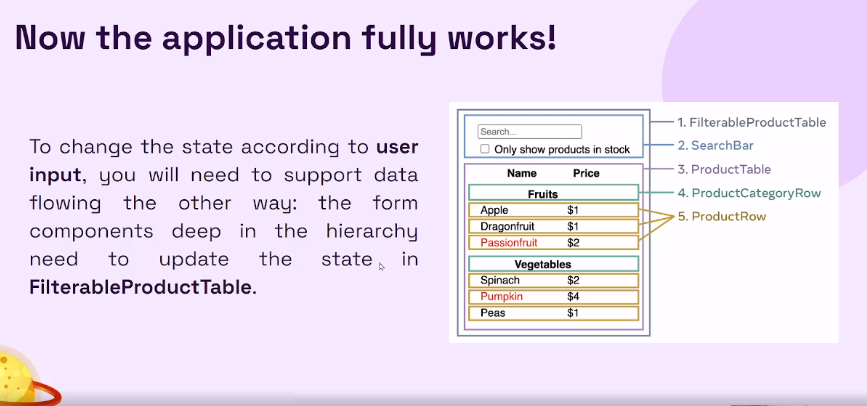 Now the application fully works!
To change the state according to user
input, you will need to support data
flowing the other way: the form
components deep in the hierarchy
need to update the state in
FilterableProductTable.
Search...
Only show products in stock
Name Price
Fruits
Apple $1
Dragonfruit $1
Passionfruit $2
Vegetables
Spinach $2
Pumpkin $4
Peas $1
1. FilterableProductTable
2. SearchBar
3. ProductTable
4. ProductCategoryRow
5. ProductRow